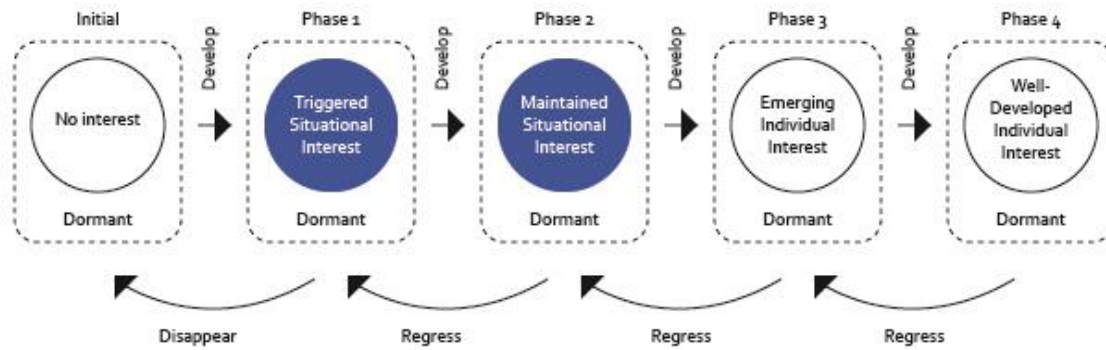 Initial
Phase 1
Phase 2
Phase 3
Phase 4
No interest
Dormant
Develop
Triggered
Situational
Interest
Dormant
Develop
Maintained
Situational
Interest
Dormant
Develop
Emerging
Individual
Interest
Dormant
Develop
Well-
Developed
Individual
Interest
Dormant
Disappear
Regress
Regress
Regress